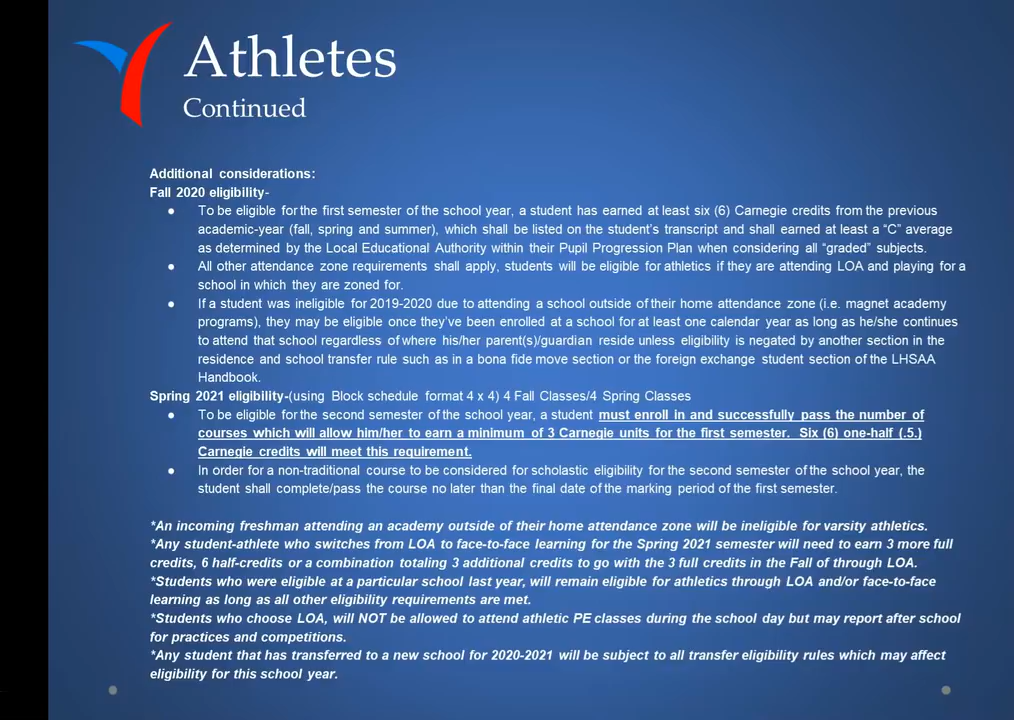 Athletes
Continued
Additional considerations:
Fall 2020 eligibility-
● To be eligible for the first semester of the school year, a student has earned at least six (6) Carnegie credits from the previous
academic-year (fall, spring and summer), which shall be listed on the student's transcript and shall earned at least a “C” average
as determined by the Local Educational Authority within their Pupil Progression Plan when considering all “graded” subjects.
● All other attendance zone requirements shall apply, students will be eligible for athletics if they are attending LOA and playing for a
school in which they are zoned for.
● If a student was ineligible for 2019-2020 due to attending a school outside of their home attendance zone (i.e. magnet academy
programs), they may be eligible once they've been enrolled at a school for at least one calendar year as long as he/she continues
to attend that school regardless of where his/her parent(s)/guardian reside unless eligibility is negated by another section in the
residence and school transfer rule such as in a bona fide move section or the foreign exchange student section of the LHSAA
Handbook.
Spring 2021 eligibility-(using Block schedule format 4 x 4) 4 Fall Classes/4 Spring Classes
● To be eligible for the second semester of the school year, a student must enroll in and successfully pass the number of
courses which will allow him/her to earn a minimum of 3 Carnegie units for the first semester. Six (6) one-half (.5.)
Carnegie credits will meet this requirement.
● In order for a non-traditional course to be considered for scholastic eligibility for the second semester of the school year, the
student shall complete/pass the course no later than the final date of the marking period of the first semester.
*An incoming freshman attending an academy outside of their home attendance zone will be ineligible for varsity athletics.
*Any student-athlete who switches from LOA to face-to-face learning for the Spring 2021 semester will need to earn 3 more full
credits, 6 half-credits or a combination totaling 3 additional credits to go with the 3 full credits in the Fall of through LOA.
*Students who were eligible at a particular school last year, will remain eligible for athletics through LOA and/or face-to-face
learning as long as all other eligibility requirements are met.
*Students who choose LOA, will NOT be allowed to attend athletic PE classes during the school day but may report after school
for practices and competitions.
*Any student that has transferred to a new school for 2020-2021 will be subject to all transfer eligibility rules which may affect
eligibility for this school year.